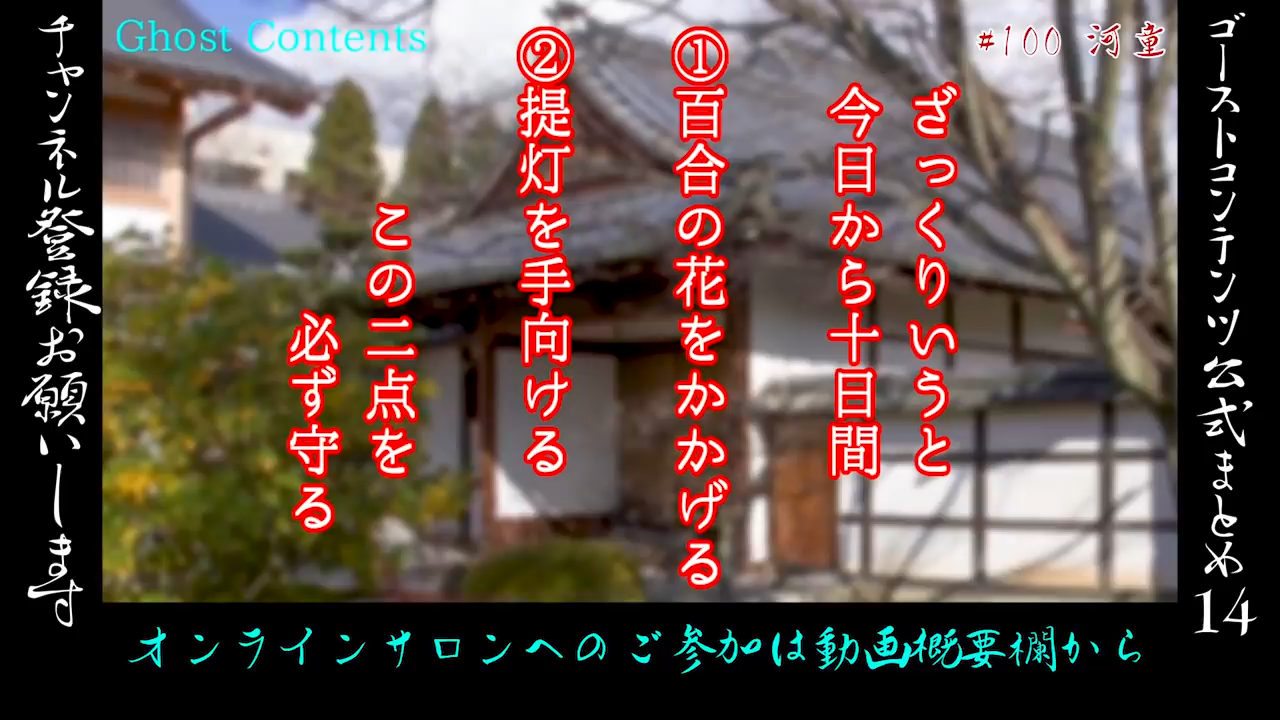 Ghost Contents
#100 河童
ゴーストコンテンツ公式まとめ14
ざっくりいうと
今日から十日間
①百合の花をかかげる
②提灯を手向ける
この二点を
必ず守る
チャンネル登録お願いします
オンラインサロンへのご参加は動画概要欄から